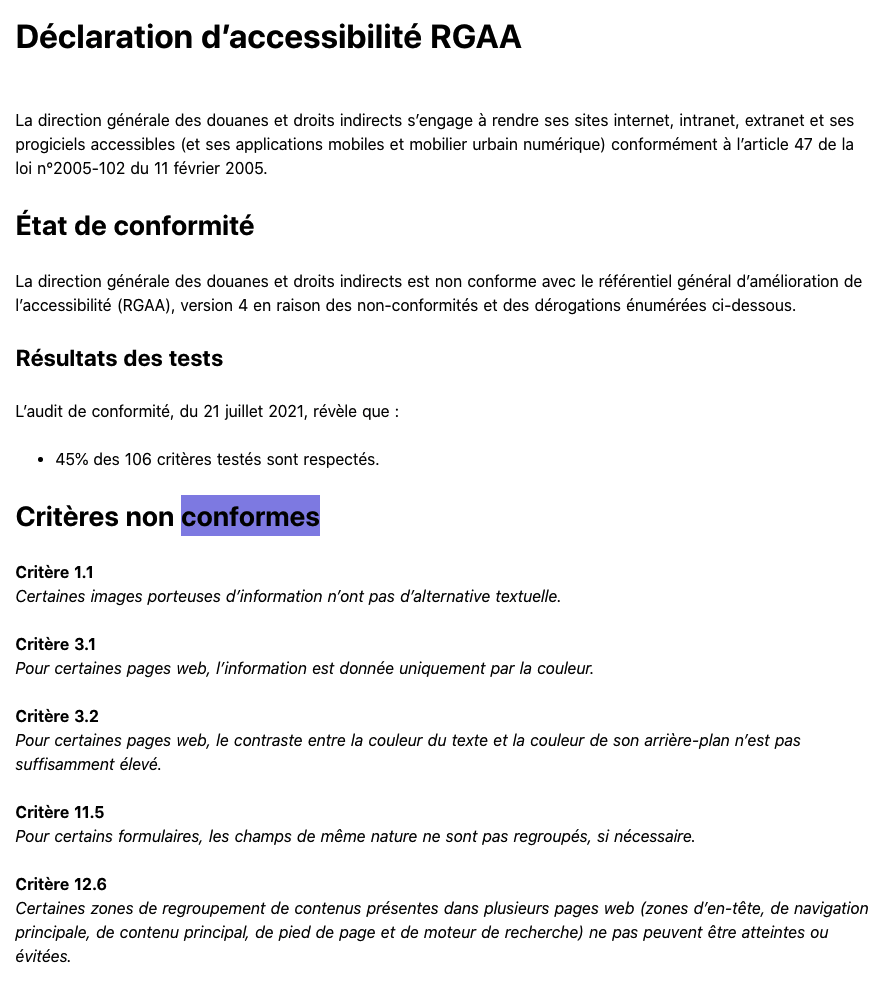 Déclaration d’accessibilité RGAA
La direction générale des douanes et droits indirects s’engage à rendre ses sites internet, intranet, extranet et ses
progiciels accessibles (et ses applications mobiles et mobilier urbain numérique) conformément à l’article 47 de la
loi n°2005-102 du 11 février 2005.
État de conformité
La direction générale des douanes et droits indirects est non conforme avec le référentiel général d’amélioration de
l’accessibilité (RGAA), version 4 en raison des non-conformités et des dérogations énumérées ci-dessous.
Résultats des tests
L’audit de conformité, du 21 juillet 2021, révèle que :
• 45% des 106 critères testés sont respectés.
Critères non conformes
Critère 1.1
Certaines images porteuses d’information n’ont pas d’alternative textuelle.
Critère 3.1
Pour certaines pages web, l’information est donnée uniquement par la couleur.
Critère 3.2
Pour certaines pages web, le contraste entre la couleur du texte et la couleur de son arrière-plan n’est pas
suffisamment élevé.
Critère 11.5
Pour certains formulaires, les champs de même nature ne sont pas regroupés, si nécessaire.
Critère 12.6
Certaines zones de regroupement de contenus présentes dans plusieurs pages web (zones d’en-tête, de navigation
principale, de contenu principal, de pied de page et de moteur de recherche) ne pas peuvent être atteintes ou
évitées.